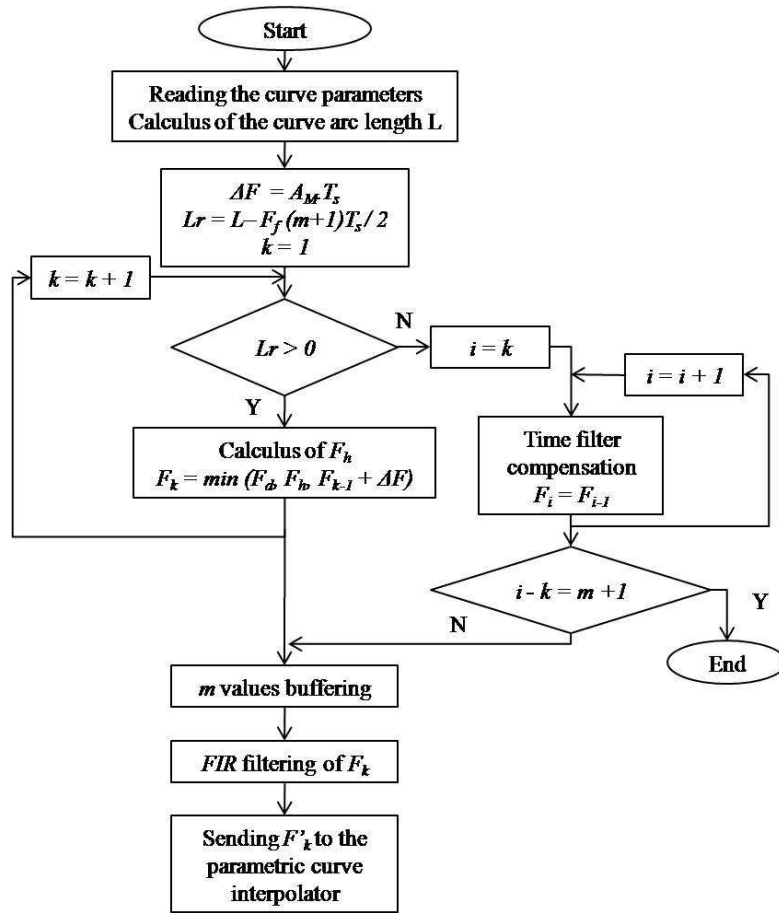 Start
Reading the curve parameters
Calculus of the curve arc length L
ΔF = A_M T_s
Lr = L– F_f (m+1)T_s / 2
k = 1
k = k + 1
Lr > 0
N
i = k
i = i + 1
Y
Calculus of F_h
F_k = min (F_d, F_h, F_{k-1} + ΔF)
Time filter
compensation
F_i = F_{i-1}
i - k = m +1
Y
N
End
m values buffering
FIR filtering of F_k
Sending F'_k to the
parametric curve
interpolator